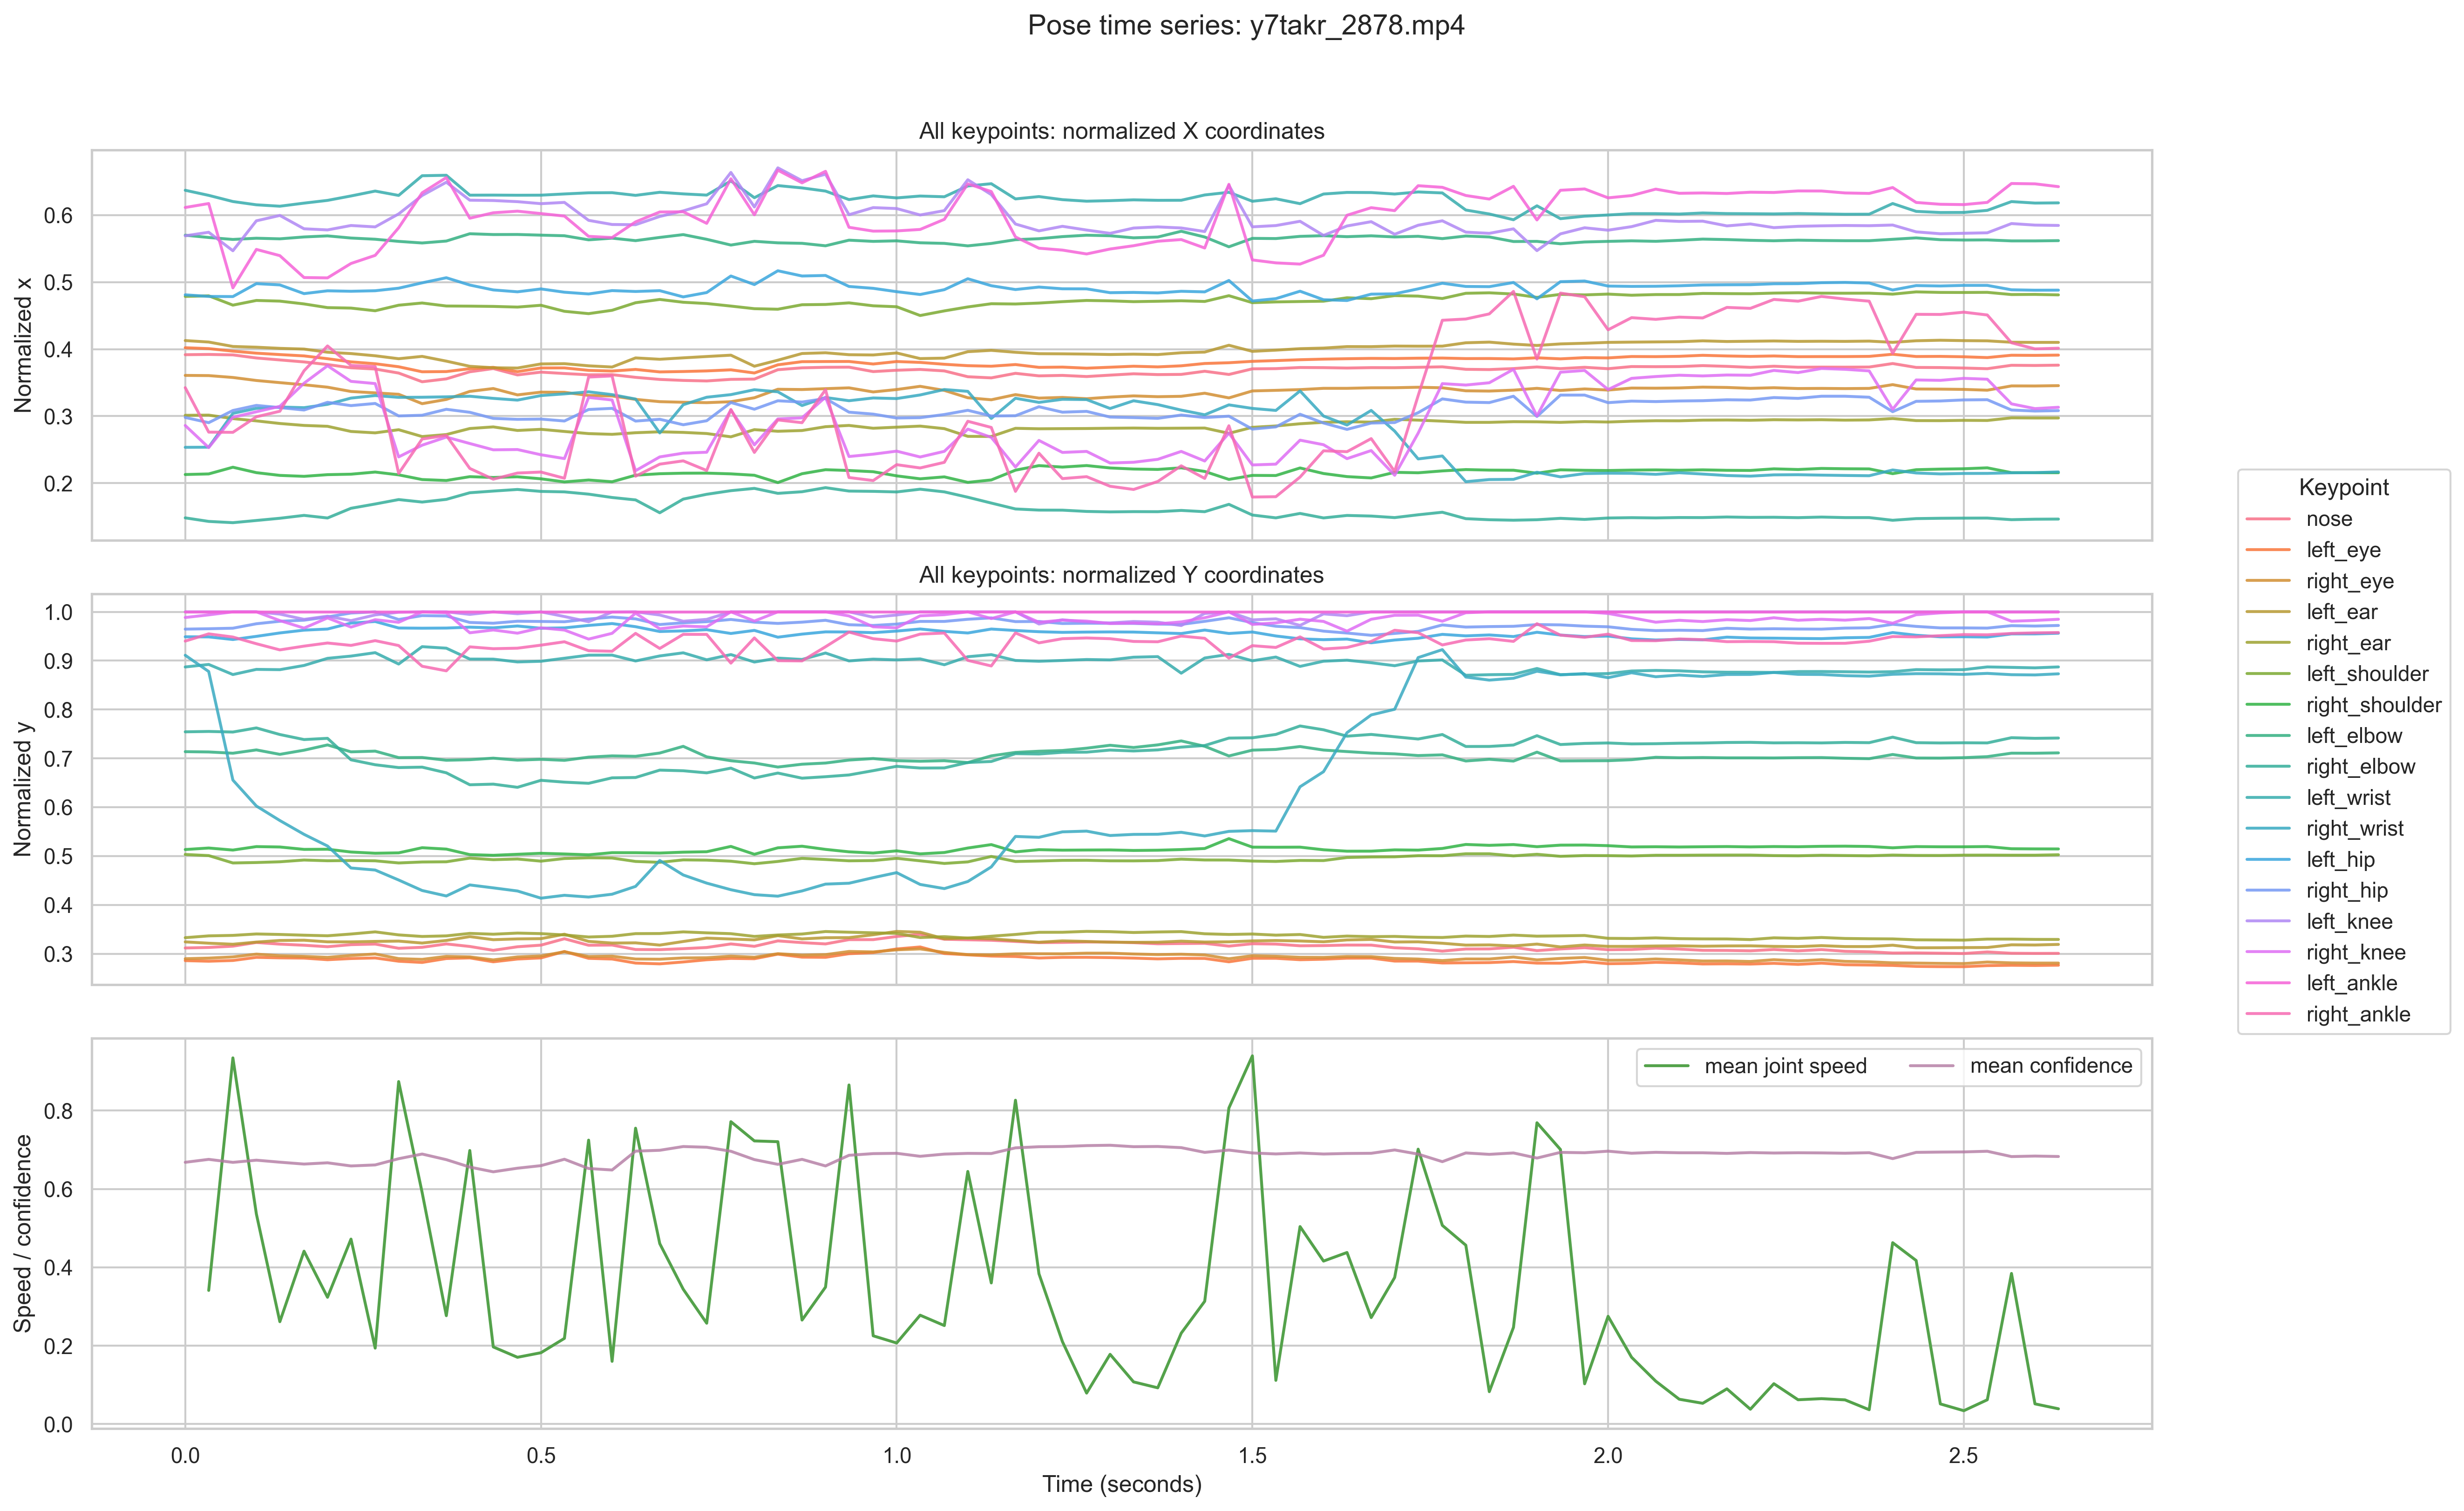 Pose time series: y7takr_2878.mp4
All keypoints: normalized X coordinates
Normalized x
0.6
0.5
0.4
0.3
0.2
All keypoints: normalized Y coordinates
Normalized y
1.0
0.9
0.8
0.7
0.6
0.5
0.4
0.3
Keypoint
nose
left_eye
right_eye
left_ear
right_ear
left_shoulder
right_shoulder
left_elbow
right_elbow
left_wrist
right_wrist
left_hip
right_hip
left_knee
right_knee
left_ankle
right_ankle
mean joint speed
mean confidence
Speed / confidence
0.8
0.6
0.4
0.2
0.0
0.0 0.5 1.0 1.5 2.0 2.5
Time (seconds)